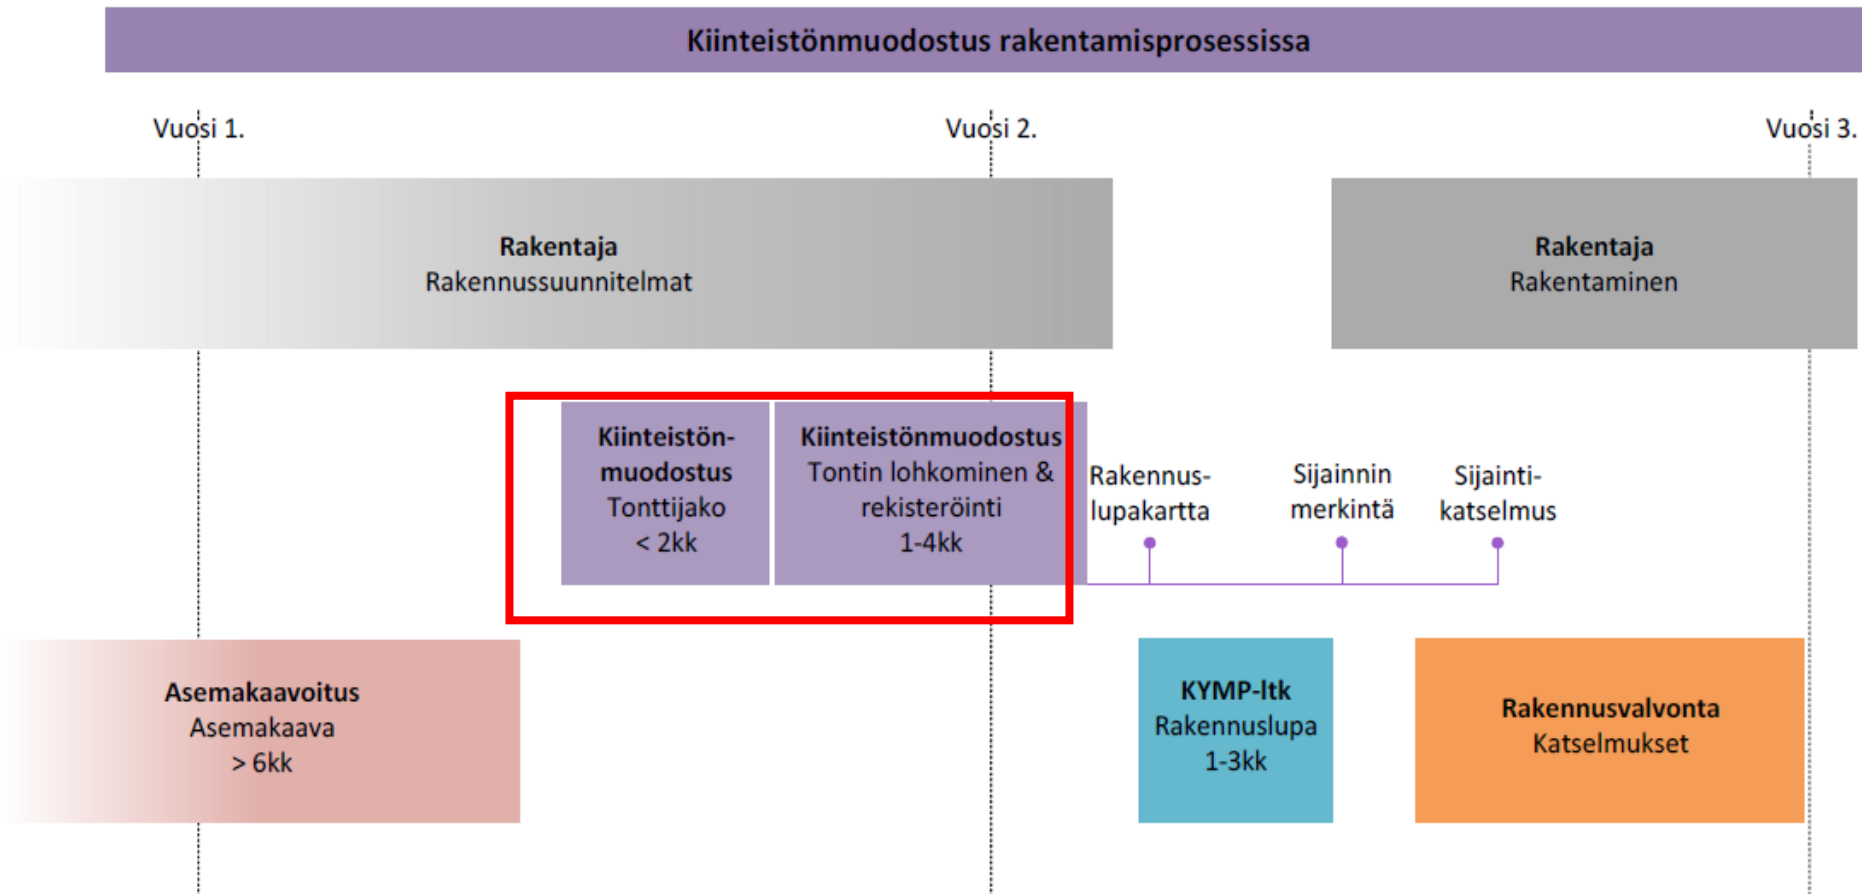 Kiinteistönmuodostus rakentamisprosessissa
Vuosi 1.
Vuosi 2.
Vuosi 3.
Rakentaja
Rakennussuunnitelmat
Rakentaja
Rakentaminen
Kiinteistön-
muodostus
Tonttijako
< 2kk
Kiinteistönmuodostus
Tontin lohkominen &
rekisteröinti
1-4kk
Rakennus-
lupakartta
Sijainnin
merkintä
Sijainti-
katselmus
Asemakaavoitus
Asemakaava
> 6kk
KYMP-ltk
Rakennuslupa
1-3kk
Rakennusvalvonta
Katselmukset